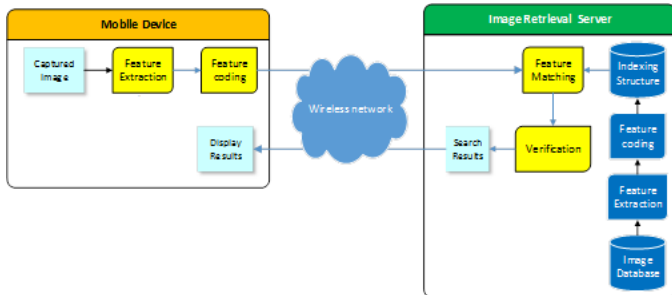 Mobile Device
Captured
Image
Feature
Extraction
Feature
coding
Display
Results
Wireless network
Image Retrieval Server
Feature
Matching
Indexing
Structure
Search
Results
Verification
Feature
coding
Feature
Extraction
Image
Database